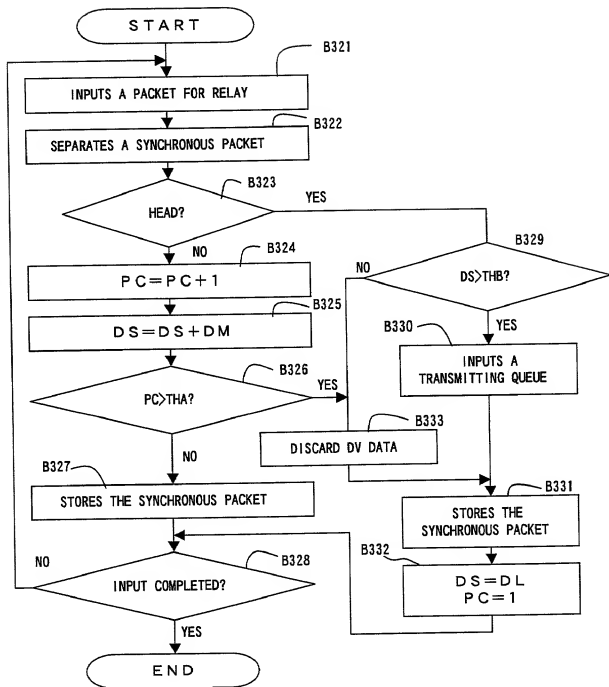 START
B321
INPUTS A PACKET FOR RELAY
B322
SEPARATES A SYNCHRONOUS PACKET
B323
HEAD?
YES
NO
B324
PC=PC+1
B325
DS=DS+DM
B326
PC>THA?
YES
NO
B327
STORES THE SYNCHRONOUS PACKET
B328
INPUT COMPLETED?
NO
YES
END
B329
DS>THB?
NO
YES
B330
INPUTS A
TRANSMITTING QUEUE
B333
DISCARD DV DATA
B331
STORES THE
SYNCHRONOUS PACKET
B332
DS=DL
PC=1